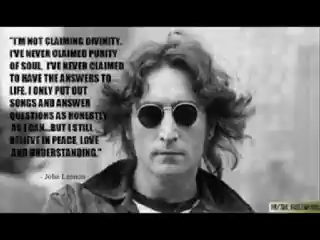 "I'M NOT CLAIMING DIVINITY.
I'VE NEVER CLAIMED PURITY
OF SOUL. I'VE NEVER CLAIMED
TO HAVE THE ANSWERS TO
LIFE. I ONLY PUT OUT
SONGS AND ANSWER
QUESTIONS AS HONESTLY
AS I CAN...BUT I STILL
BELIEVE IN PEACE, LOVE
AND UNDERSTANDING."
- John Lennon -